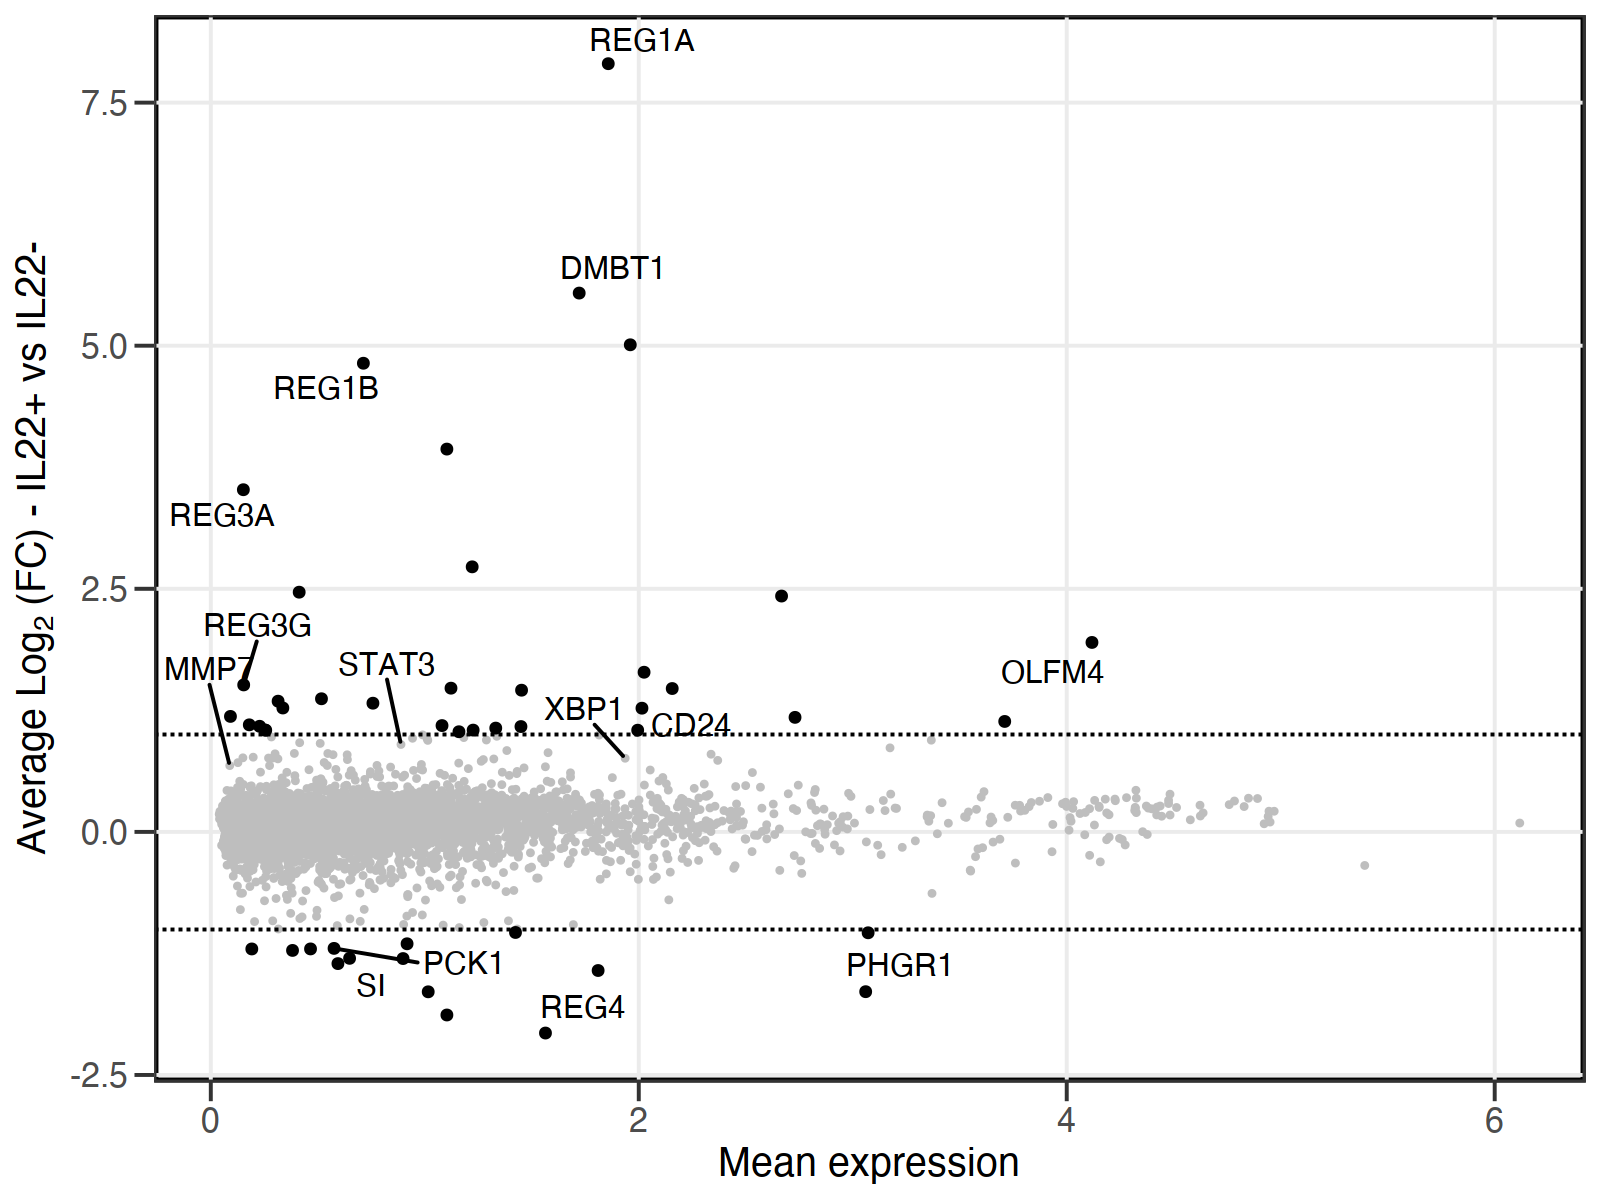 REG1A
7.5
DMBT1
5.0
REG1B
REG3A
2.5
REG3G
MMP7
STAT3
OLFM4
XBP1
CD24
0.0
PCK1
PHGR1
SI
REG4
-2.5
0
2
4
6
Mean expression
Average Log₂ (FC) - IL22+ vs IL22-